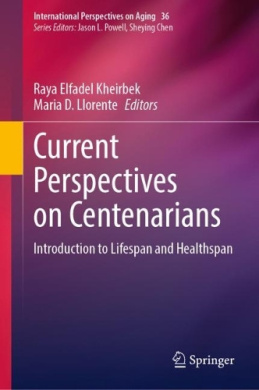 International Perspectives on Aging 36
Series Editors: Jason L. Powell, Sheying Chen
Raya Elfadel Kheirbek
Maria D. Llorente Editors
Current
Perspectives
on Centenarians
Introduction to Lifespan and Healthspan
Springer